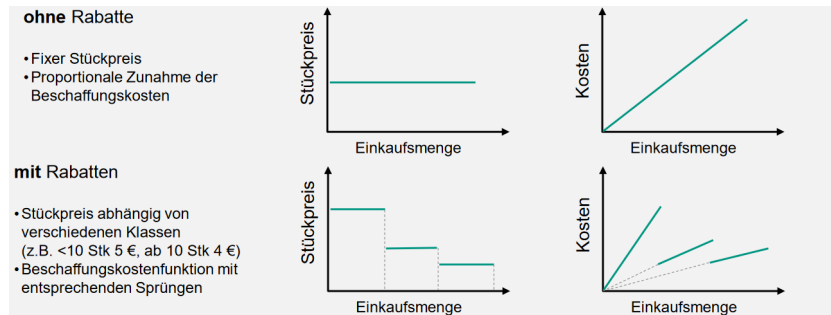 ohne Rabatte
• Fixer Stückpreis
• Proportionale Zunahme der
Beschaffungskosten
Stückpreis
Einkaufsmenge
Kosten
Einkaufsmenge
mit Rabatten
• Stückpreis abhängig von
verschiedenen Klassen
(z.B. <10 Stk 5 €, ab 10 Stk 4 €)
• Beschaffungskostenfunktion mit
entsprechenden Sprüngen
Stückpreis
Einkaufsmenge
Kosten
Einkaufsmenge